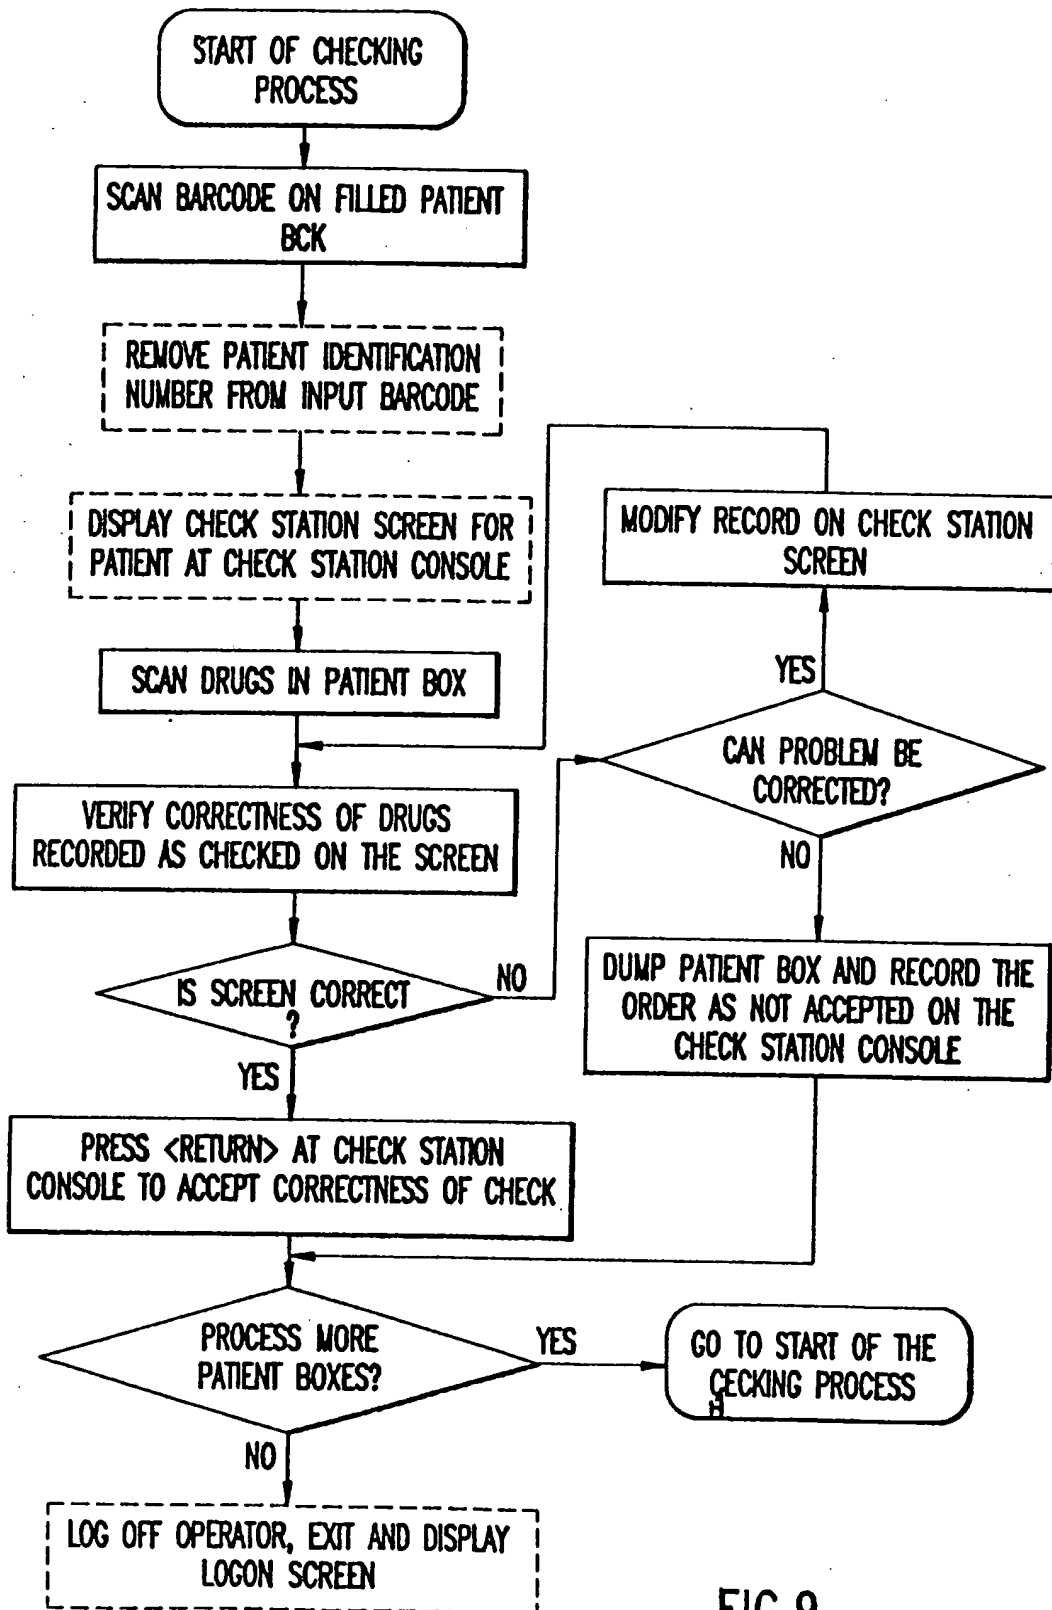 START OF CHECKING
PROCESS
SCAN BARCODE ON FILLED PATIENT
BCK
REMOVE PATIENT IDENTIFICATION
NUMBER FROM INPUT BARCODE
DISPLAY CHECK STATION SCREEN FOR
PATIENT AT CHECK STATION CONSOLE
SCAN DRUGS IN PATIENT BOX
VERIFY CORRECTNESS OF DRUGS
RECORDED AS CHECKED ON THE SCREEN
IS SCREEN CORRECT
?
NO
YES
MODIFY RECORD ON CHECK STATION
SCREEN
YES
CAN PROBLEM BE
CORRECTED?
NO
DUMP PATIENT BOX AND RECORD THE
ORDER AS NOT ACCEPTED ON THE
CHECK STATION CONSOLE
PRESS <RETURN> AT CHECK STATION
CONSOLE TO ACCEPT CORRECTNESS OF CHECK
PROCESS MORE
PATIENT BOXES?
YES
GO TO START OF THE
CECKING PROCESS
H
NO
LOG OFF OPERATOR, EXIT AND DISPLAY
LOGON SCREEN
FIG. 9